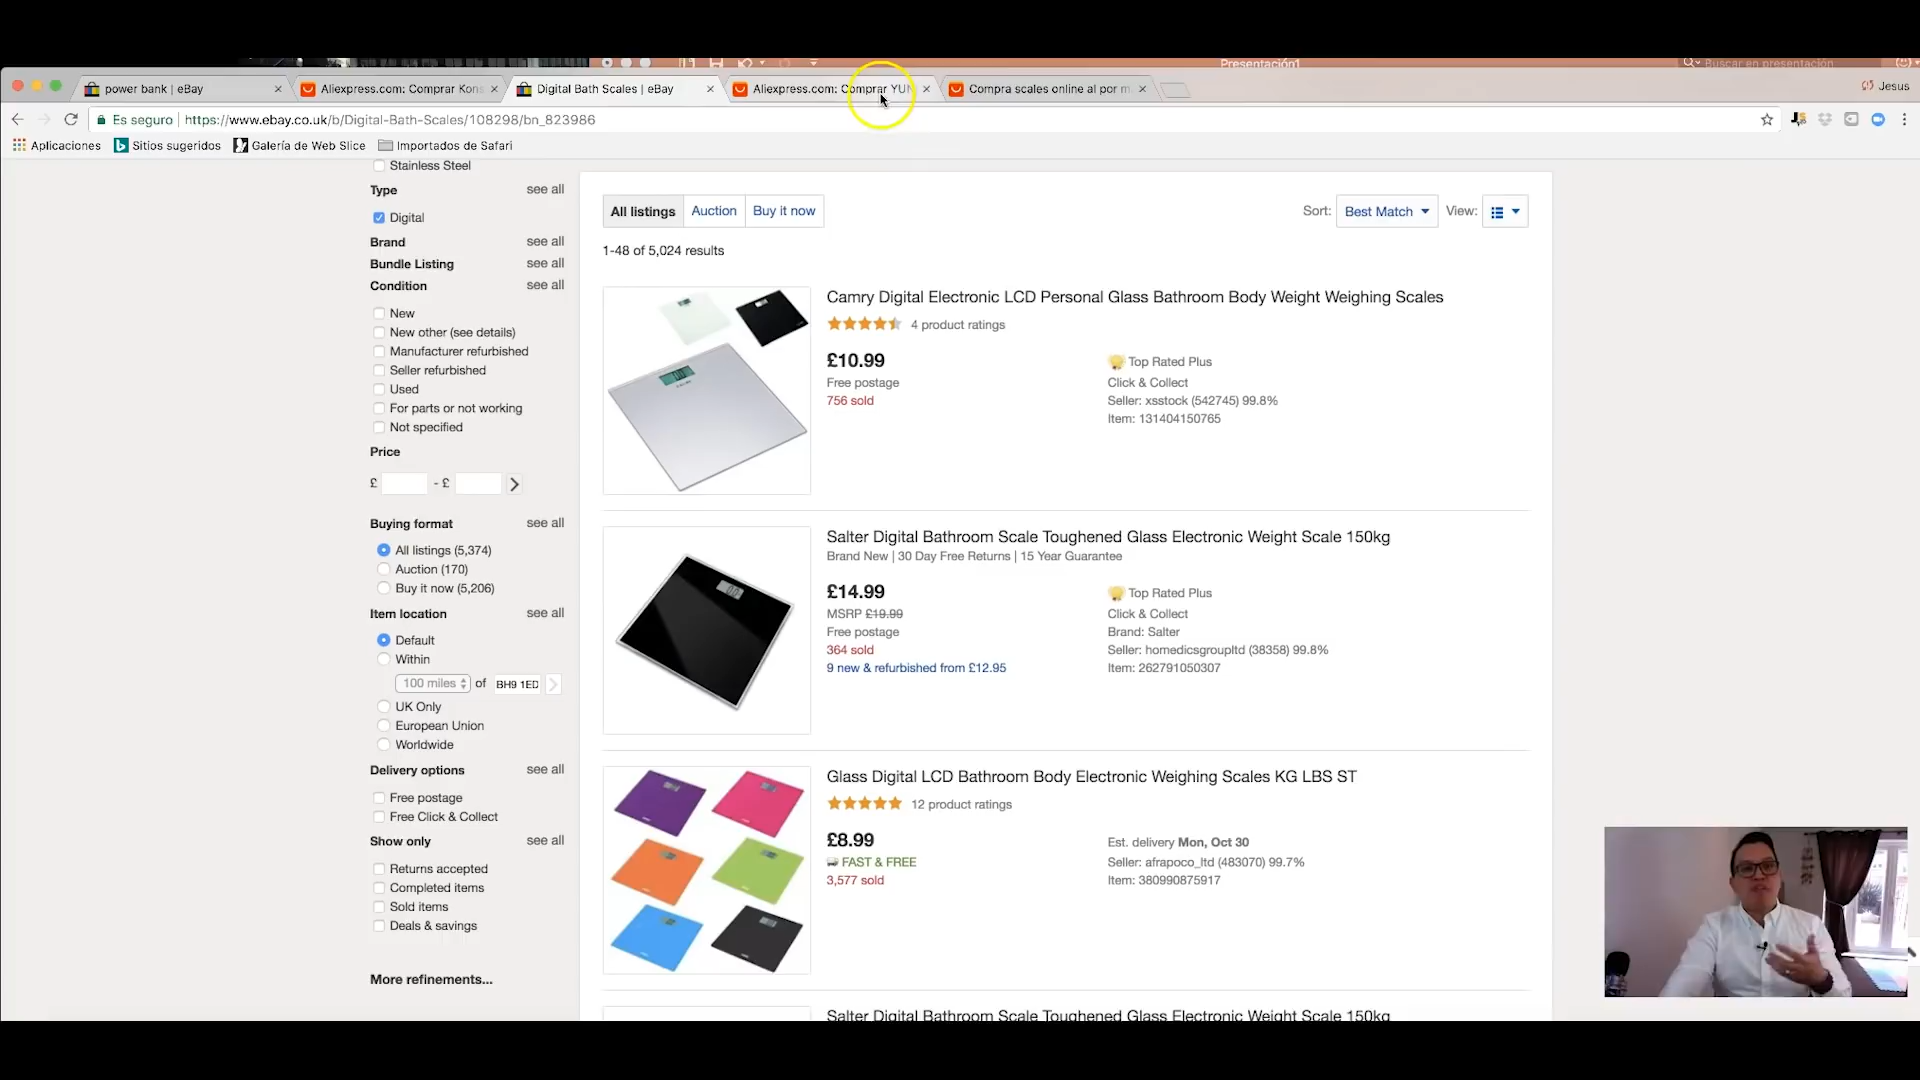 Presentación1
Buscar en presentación
power bank | eBay
Aliexpress.com: Comprar Kons
Digital Bath Scales | eBay
Aliexpress.com: Comprar YUN
Compra scales online al por m
Jesus
Es seguro
https://www.ebay.co.uk/b/Digital-Bath-Scales/108298/bn_823986
Aplicaciones
Sitios sugeridos
Galería de Web Slice
Importados de Safari
Stainless Steel
Type see all
Digital
Brand see all
Bundle Listing see all
Condition see all
New
New other (see details)
Manufacturer refurbished
Seller refurbished
Used
For parts or not working
Not specified
Price
£ - £
Buying format see all
All listings (5,374)
Auction (170)
Buy it now (5,206)
Item location see all
Default
Within
100 miles of BH9 1ED
UK Only
European Union
Worldwide
Delivery options see all
Free postage
Free Click & Collect
Show only see all
Returns accepted
Completed items
Sold items
Deals & savings
More refinements...
All listings Auction Buy it now
Sort: Best Match View:
1-48 of 5,024 results
Camry Digital Electronic LCD Personal Glass Bathroom Body Weight Weighing Scales
4 product ratings
£10.99
Free postage
756 sold
Top Rated Plus
Click & Collect
Seller: xsstock (542745) 99.8%
Item: 131404150765
Salter Digital Bathroom Scale Toughened Glass Electronic Weight Scale 150kg
Brand New | 30 Day Free Returns | 15 Year Guarantee
£14.99
MSRP £19.99
Free postage
364 sold
9 new & refurbished from £12.95
Top Rated Plus
Click & Collect
Brand: Salter
Seller: homedicsgroupltd (38358) 99.8%
Item: 262791050307
Glass Digital LCD Bathroom Body Electronic Weighing Scales KG LBS ST
12 product ratings
£8.99
FAST & FREE
3,577 sold
Est. delivery Mon, Oct 30
Seller: afrapoco_ltd (483070) 99.7%
Item: 380990875917
Salter Digital Bathroom Scale Toughened Glass Electronic Weight Scale 150kg